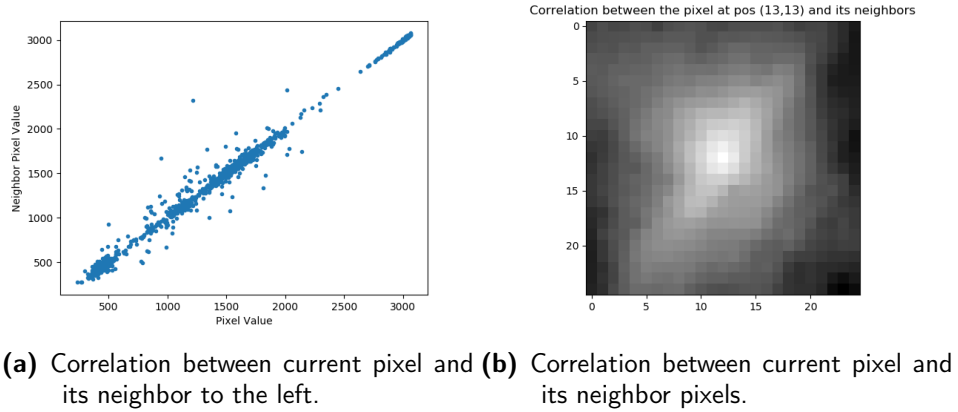 Correlation between the pixel at pos (13,13) and its neighbors
3000
2500
2000
1500
1000
500
Neighbor Pixel Value
500 1000 1500 2000 2500 3000
Pixel Value
0
5
10
15
20
0 5 10 15 20
(a) Correlation between current pixel and
its neighbor to the left.
(b) Correlation between current pixel and
its neighbor pixels.